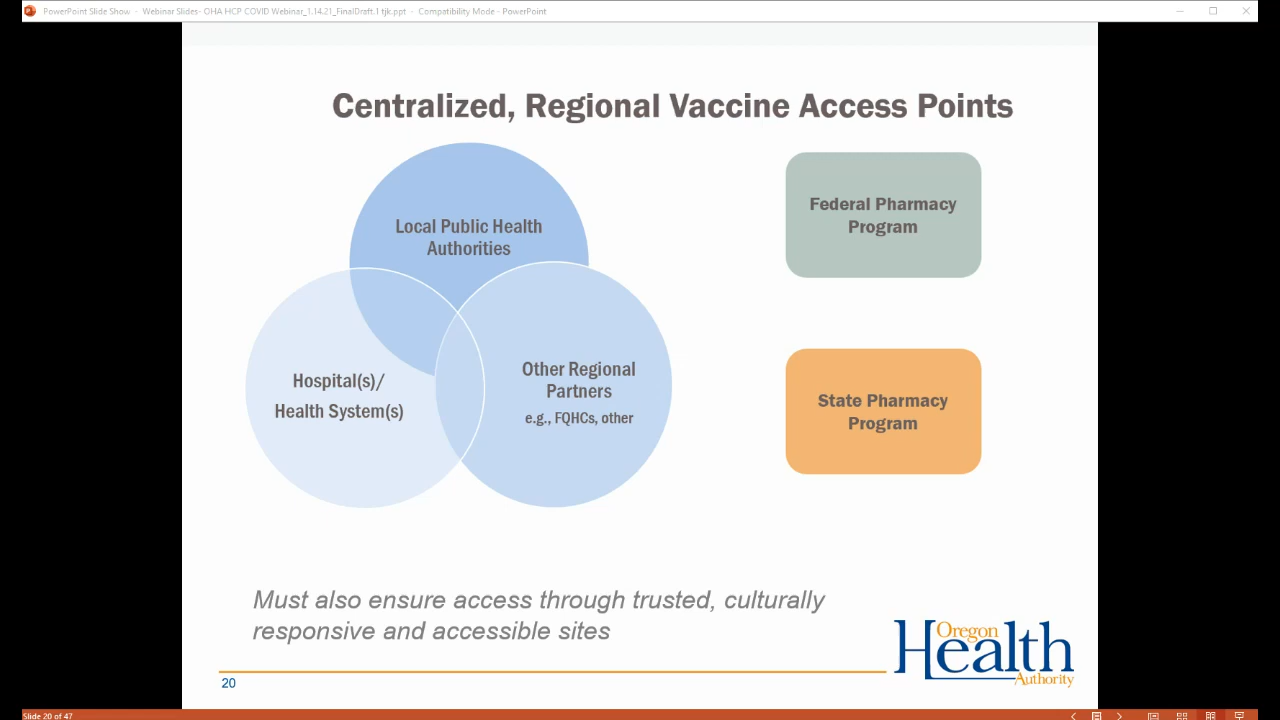 PowerPoint Slide Show - Webinar Slides- OHA HCP COVID Webinar_1.14.21_FinalDraft.1 tjk.ppt - Compatibility Mode - PowerPoint
Centralized, Regional Vaccine Access Points
Local Public Health
Authorities
Hospital(s)/
Health System(s)
Other Regional
Partners
e.g., FQHCs, other
Federal Pharmacy
Program
State Pharmacy
Program
Must also ensure access through trusted, culturally
responsive and accessible sites
Oregon
Health
Authority
20
Slide 20 of 47